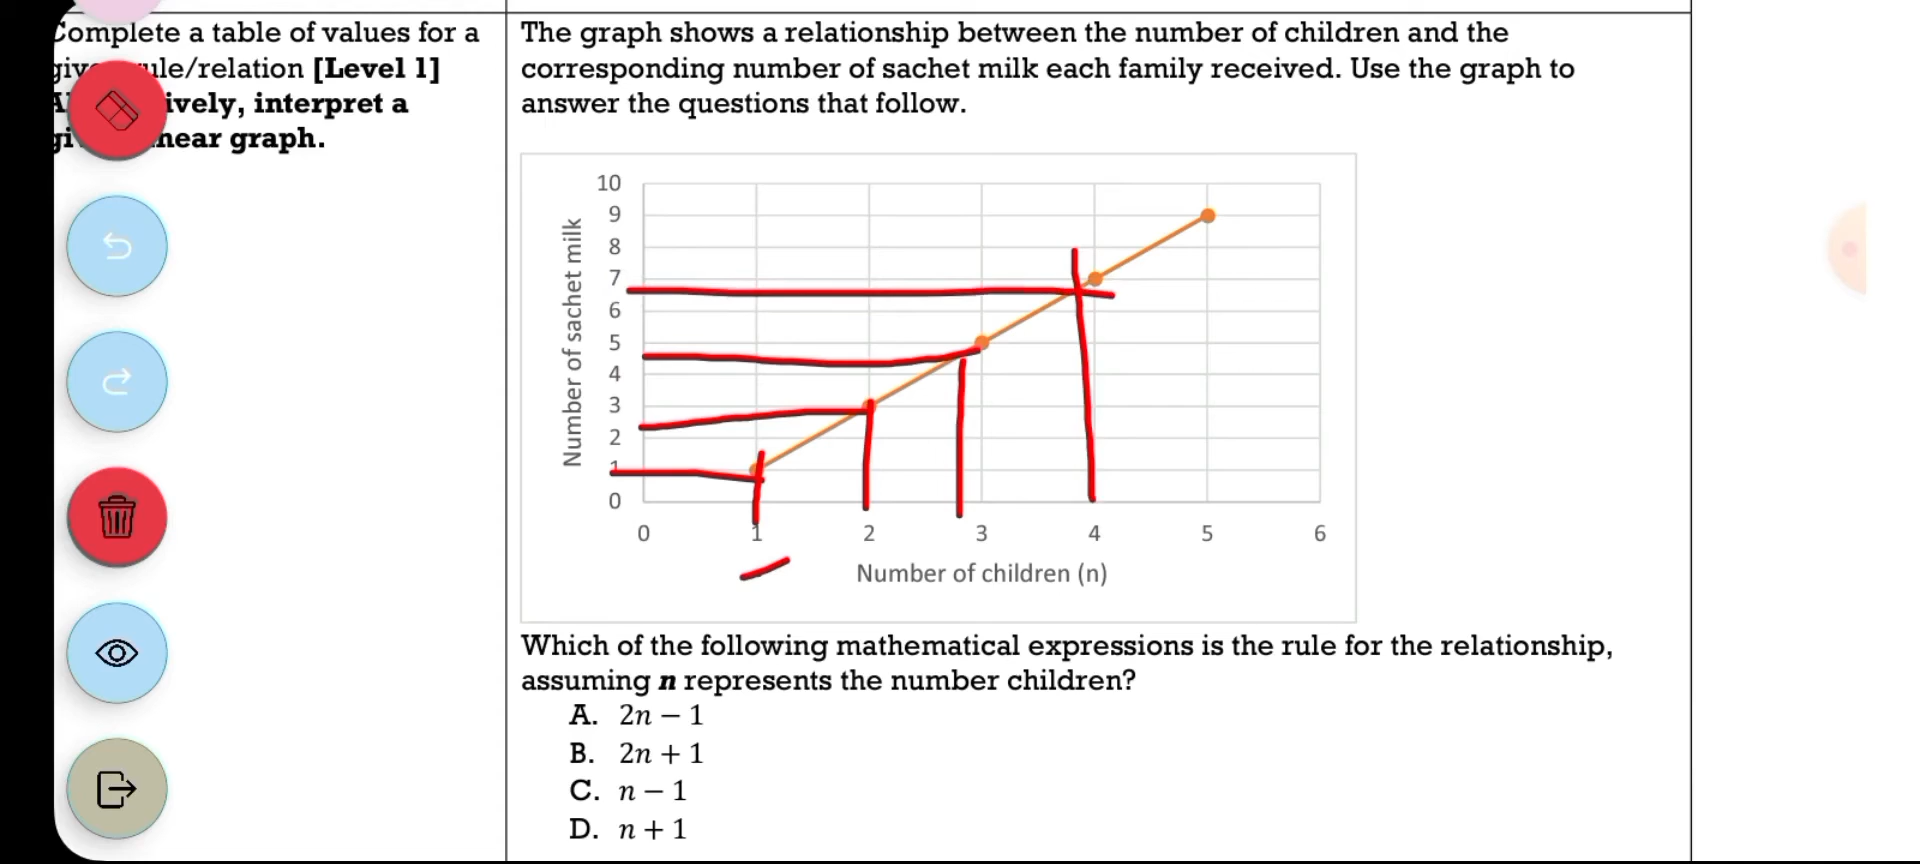 Complete a table of values for a
rule/relation [Level 1]
interpret a
graph.
The graph shows a relationship between the number of children and the
corresponding number of sachet milk each family received. Use the graph to
answer the questions that follow.
Number of sachet milk
10
9
8
7
6
5
4
3
2
1
0
0 1 2 3 4 5 6
Number of children (n)
Which of the following mathematical expressions is the rule for the relationship,
assuming n represents the number children?
A. 2n − 1
B. 2n + 1
C. n − 1
D. n + 1